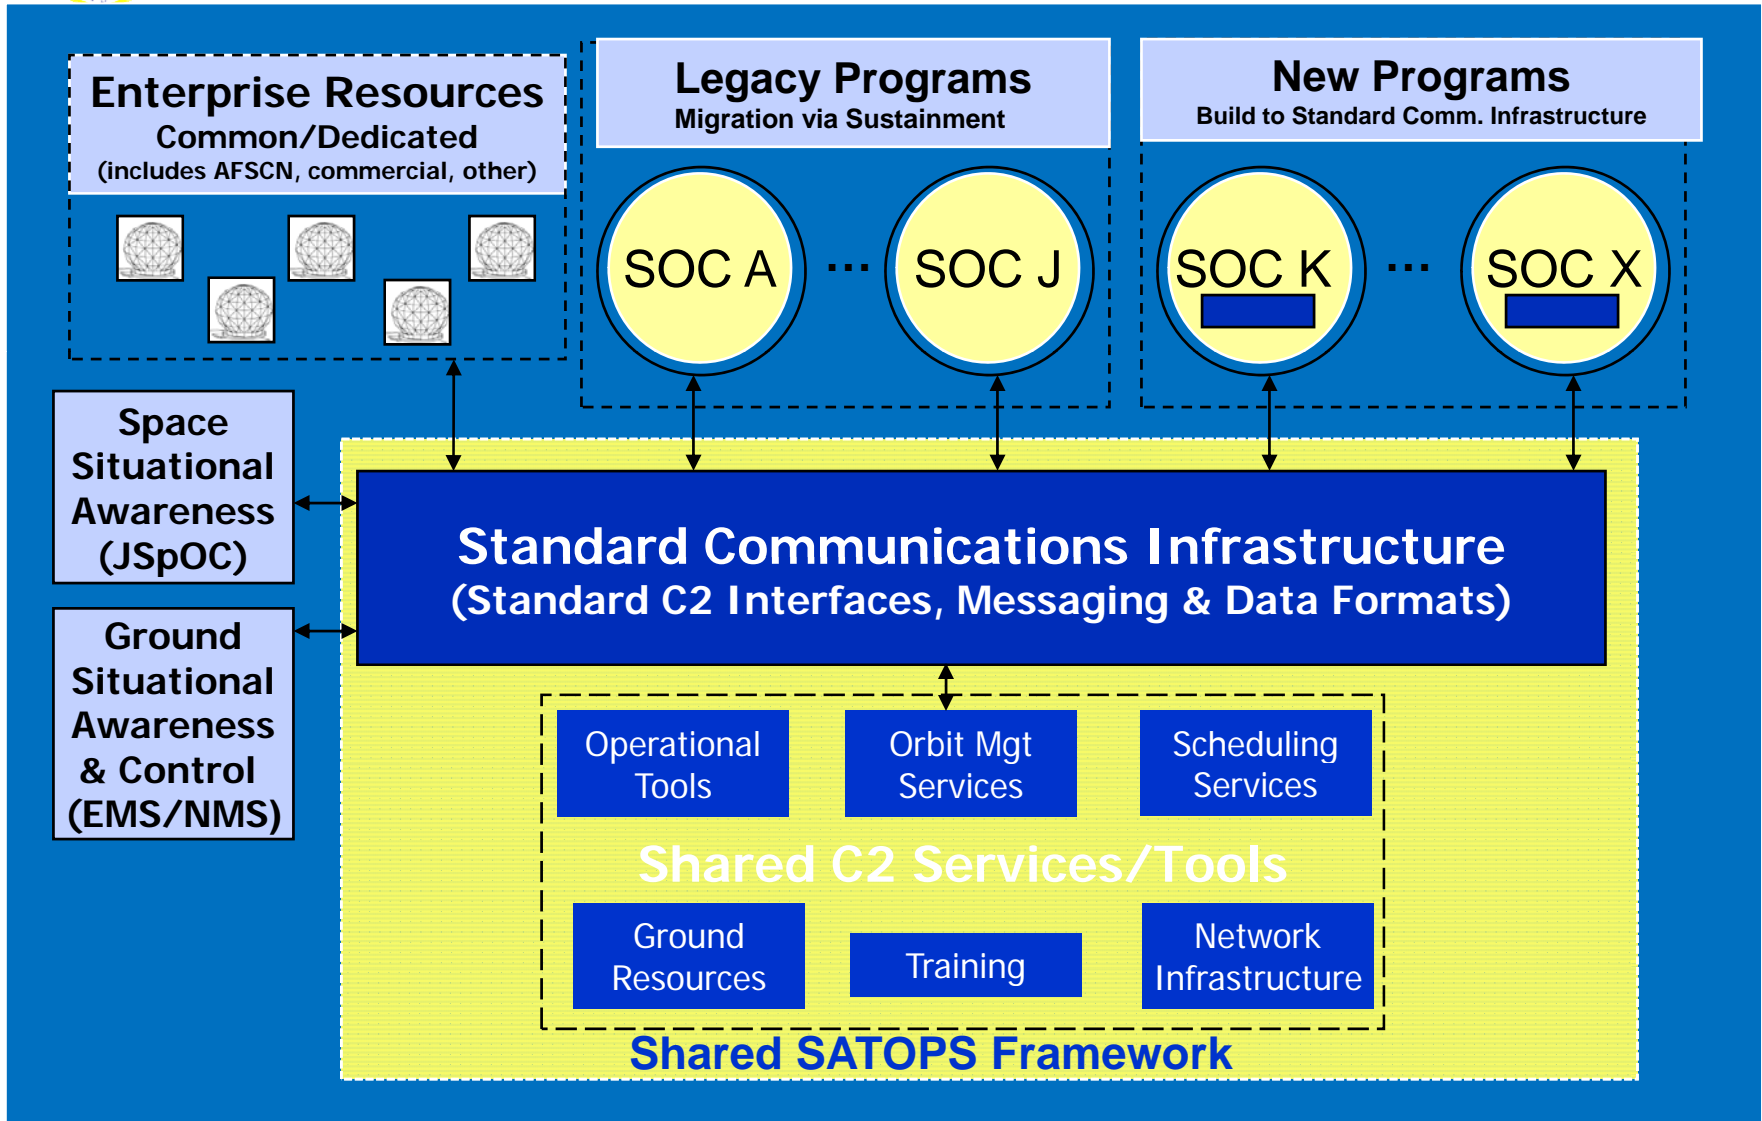 Enterprise Resources
Common/Dedicated
(includes AFSCN, commercial, other)
Legacy Programs
Migration via Sustainment
New Programs
Build to Standard Comm. Infrastructure
SOC A
...
SOC J
SOC K
...
SOC X
Space
Situational
Awareness
(JSpOC)
Ground
Situational
Awareness
& Control
(EMS/NMS)
Standard Communications Infrastructure
(Standard C2 Interfaces, Messaging & Data Formats)
Operational
Tools
Orbit Mgt
Services
Scheduling
Services
Shared C2 Services/Tools
Ground
Resources
Training
Network
Infrastructure
Shared SATOPS Framework